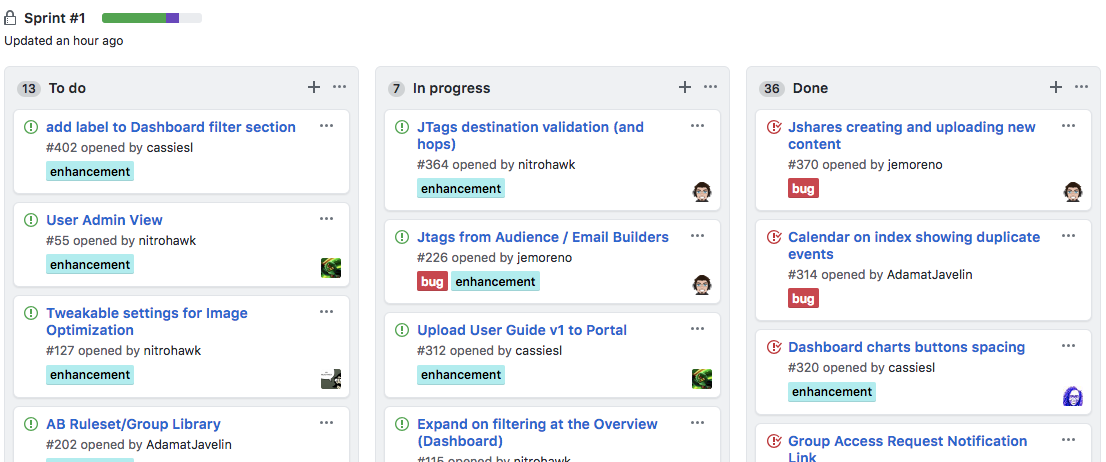 Sprint #1
Updated an hour ago
13 To do
add label to Dashboard filter section
#402 opened by cassiesl
enhancement
User Admin View
#55 opened by nitrohawk
enhancement
Tweakable settings for Image
Optimization
#127 opened by nitrohawk
enhancement
AB Ruleset/Group Library
#202 opened by AdamatJavelin
7 In progress
JTags destination validation (and
hops)
#364 opened by nitrohawk
enhancement
Jtags from Audience / Email Builders
#226 opened by jemoreno
bug enhancement
Upload User Guide v1 to Portal
#312 opened by cassiesl
enhancement
Expand on filtering at the Overview
(Dashboard)
#115 opened by nitrohawk
36 Done
Jshares creating and uploading new
content
#370 opened by jemoreno
bug
Calendar on index showing duplicate
events
#314 opened by AdamatJavelin
bug
Dashboard charts buttons spacing
#320 opened by cassiesl
enhancement
Group Access Request Notification
Link